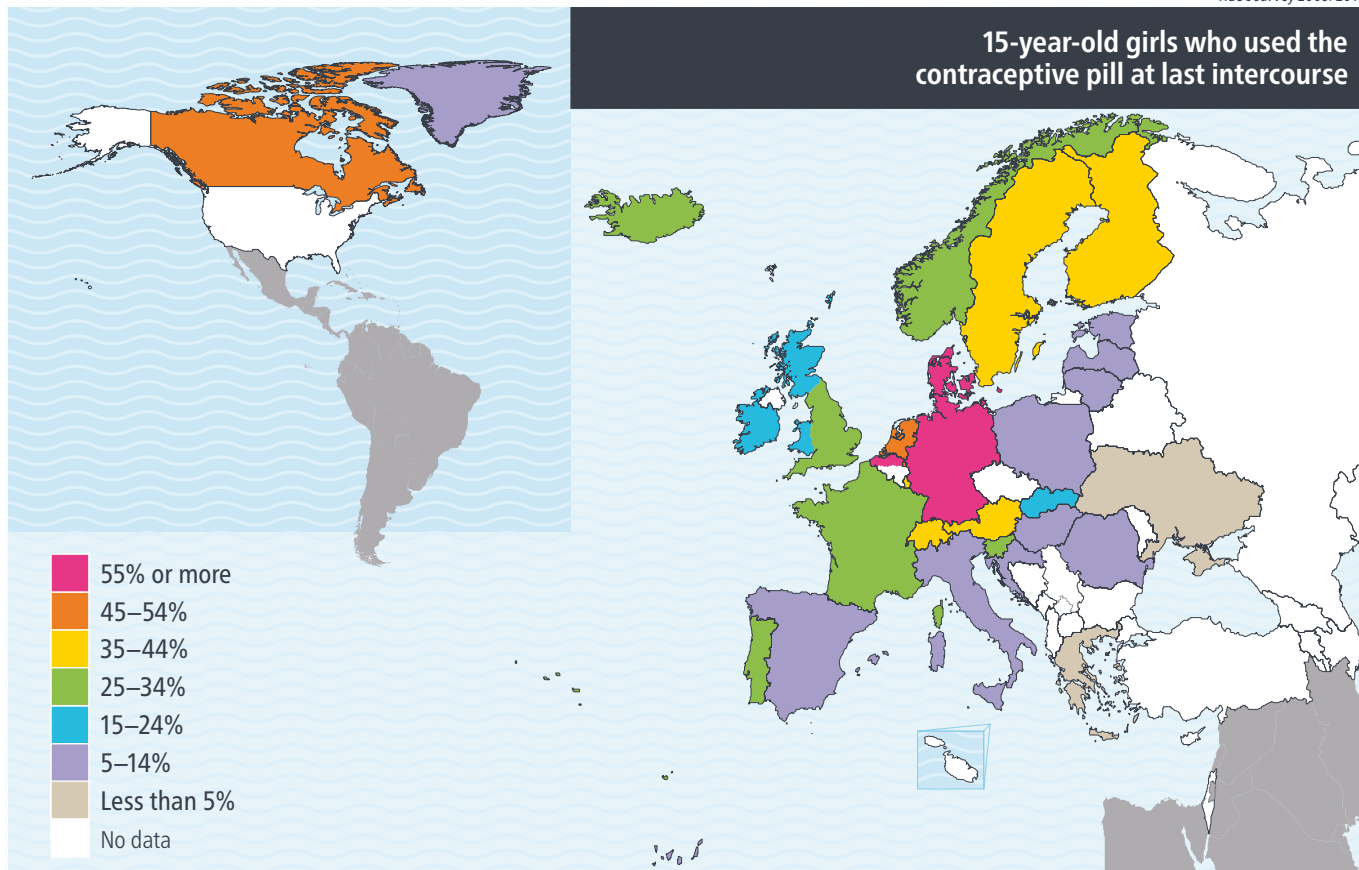 15-year-old girls who used the
contraceptive pill at last intercourse
55% or more
45–54%
35–44%
25–34%
15–24%
5–14%
Less than 5%
No data